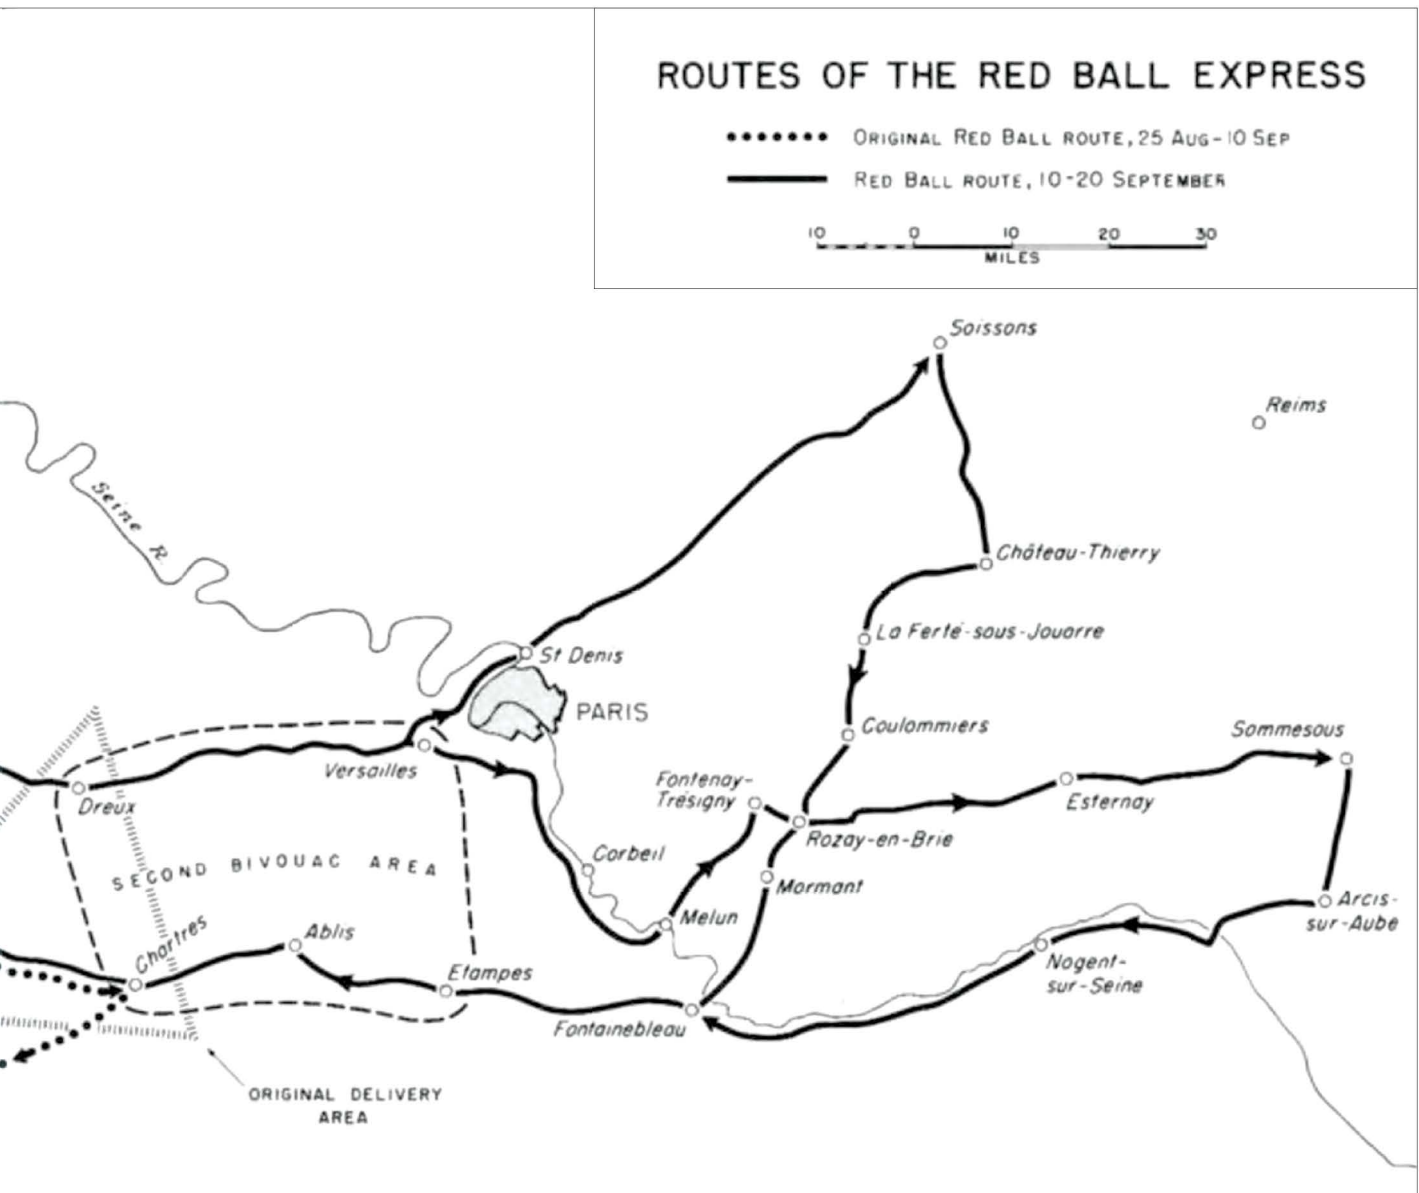 ROUTES OF THE RED BALL EXPRESS
ORIGINAL RED BALL ROUTE, 25 AUG-10 SEP
RED BALL ROUTE, 10-20 SEPTEMBER
10 0 10 20 30
MILES
Soissons
Reims
Seine R.
Château-Thierry
La Ferté-sous-Jouarre
St Denis
PARIS
Coulommiers
Sommesous
Versailles
Fontenay-
Trésigny
Esternay
Dreux
Rozay-en-Brie
Corbeil
SECOND BIVOUAC AREA
Mormant
Melun
Arcis-
sur-Aube
Chartres
Ablis
Nogent-
sur-Seine
Etampes
Fontainebleau
ORIGINAL DELIVERY
AREA